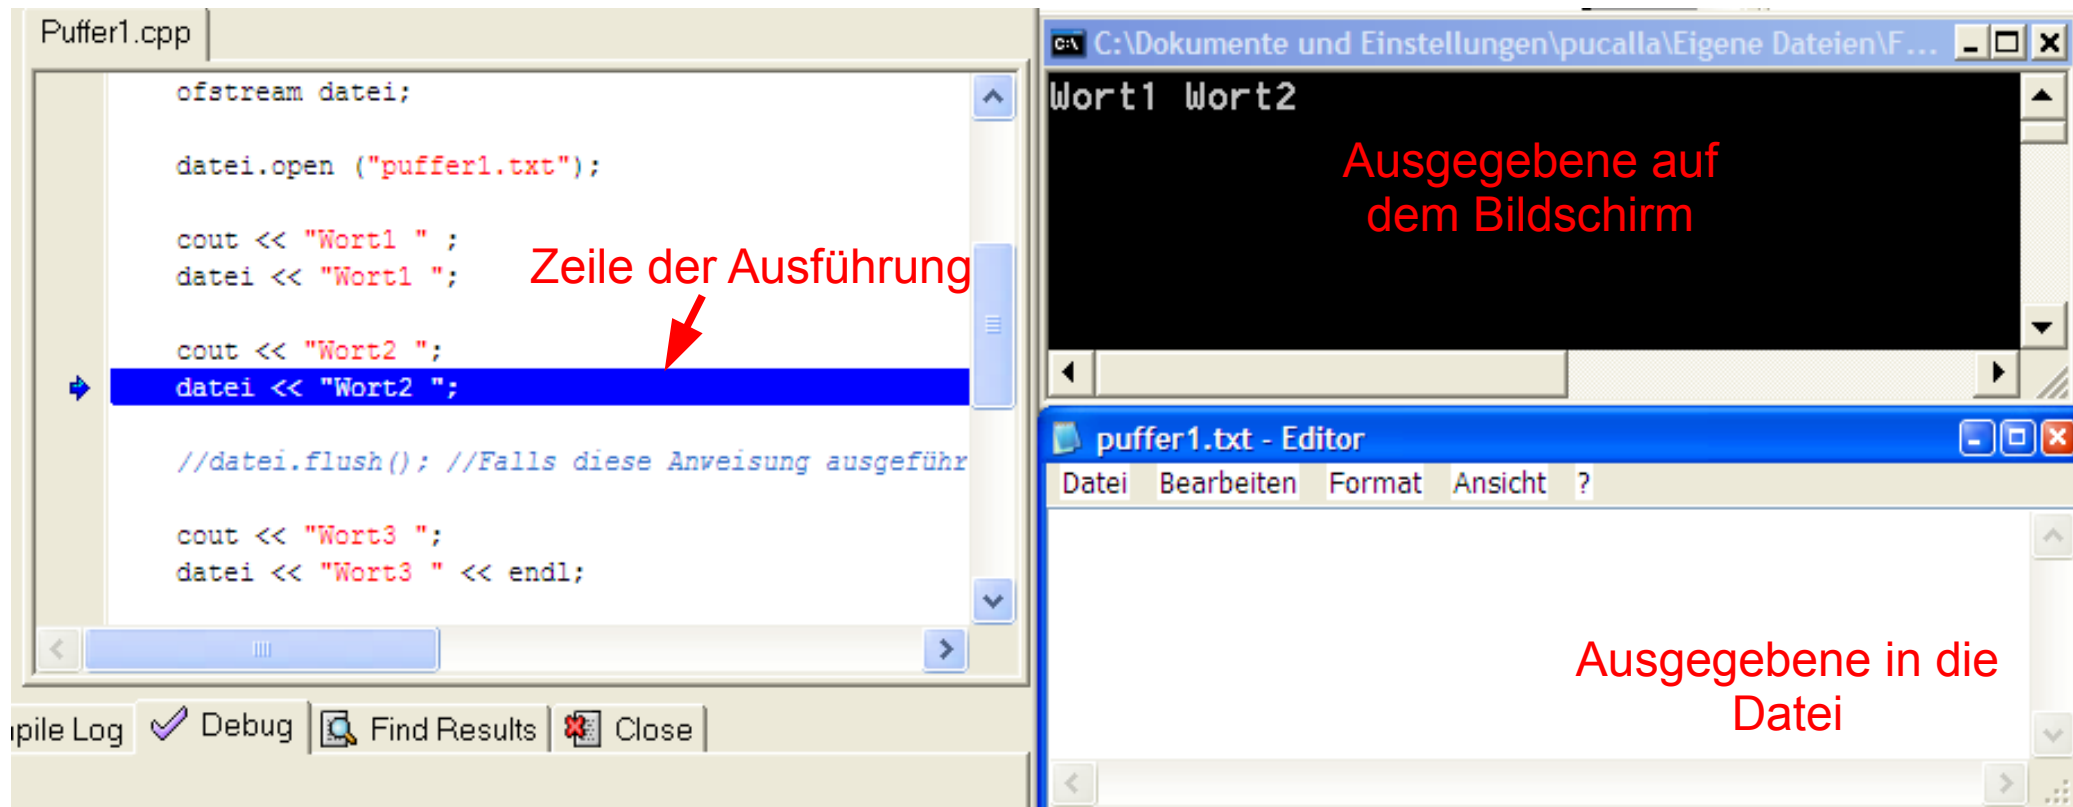 Puffer1.cpp
ofstream datei;
datei.open ("puffer1.txt");
cout << "Wort1 " ;
datei << "Wort1 ";
Zeile der Ausführung
cout << "Wort2 ";
datei << "Wort2 ";
//datei.flush(); //Falls diese Anweisung ausgeführ
cout << "Wort3 ";
datei << "Wort3 " << endl;
pile Log Debug Find Results Close
C:\Dokumente und Einstellungen\pucalla\Eigene Dateien\F...
Wort1 Wort2
Ausgegebene auf
dem Bildschirm
puffer1.txt - Editor
Datei Bearbeiten Format Ansicht ?
Ausgegebene in die
Datei